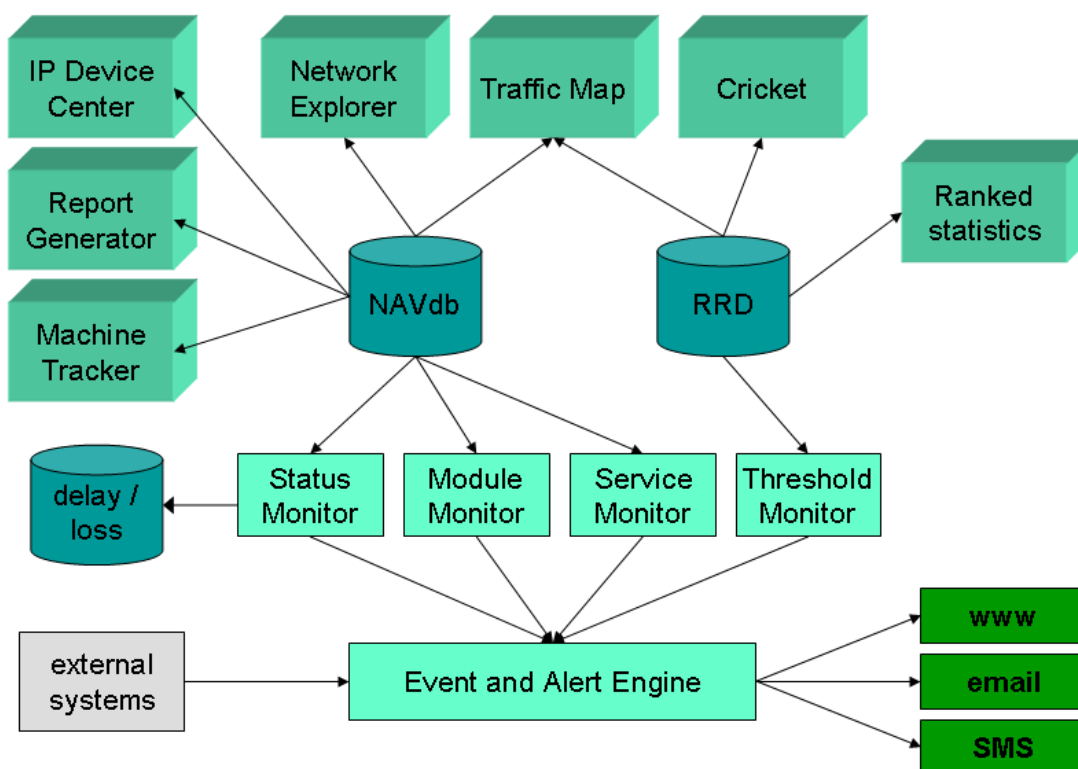 IP Device
Center
Network
Explorer
Traffic Map
Cricket
Report
Generator
Ranked
statistics
Machine
Tracker
NAVdb
RRD
delay /
loss
Status
Monitor
Module
Monitor
Service
Monitor
Threshold
Monitor
external
systems
Event and Alert Engine
www
email
SMS